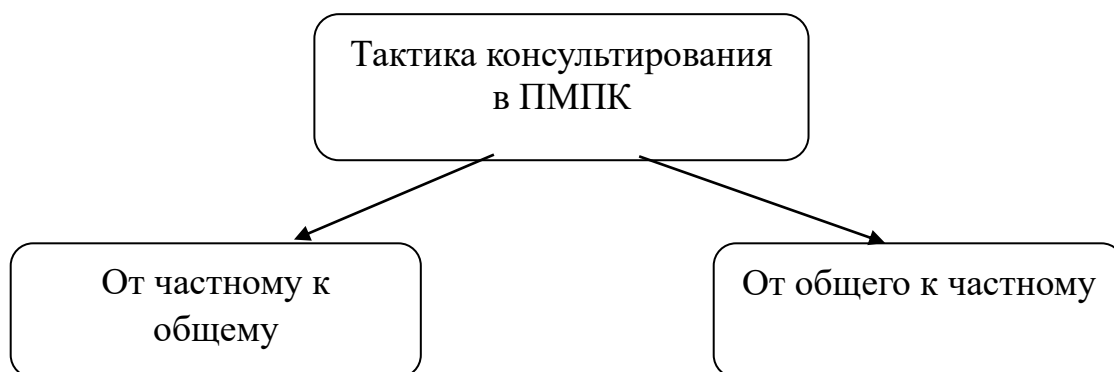 Тактика консультирования
в ПМПК
От частному к
общему
От общего к частному